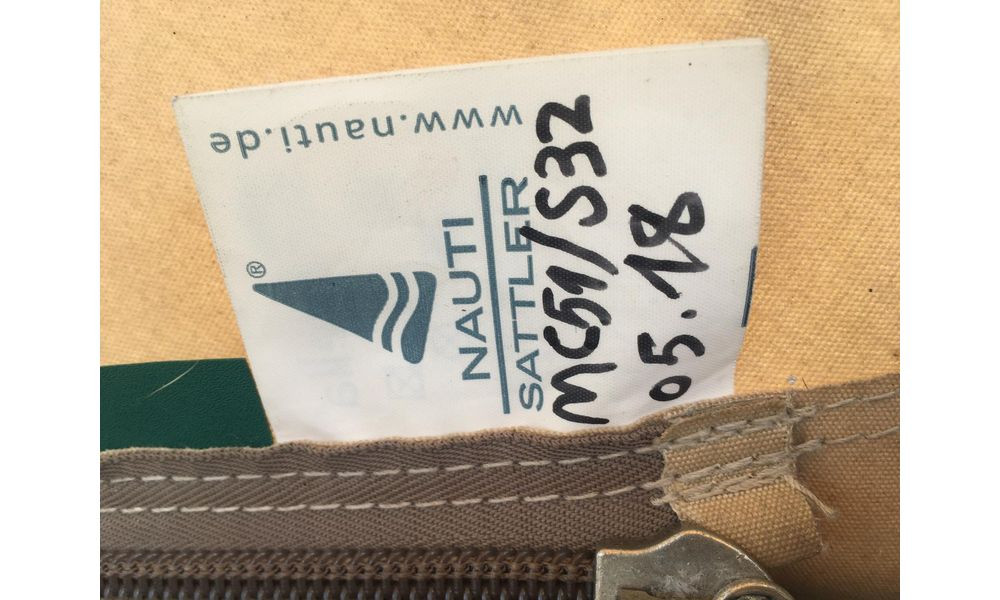 www.nauti.de
®
NAUTI
SATTLER
MC51/S32
05.18